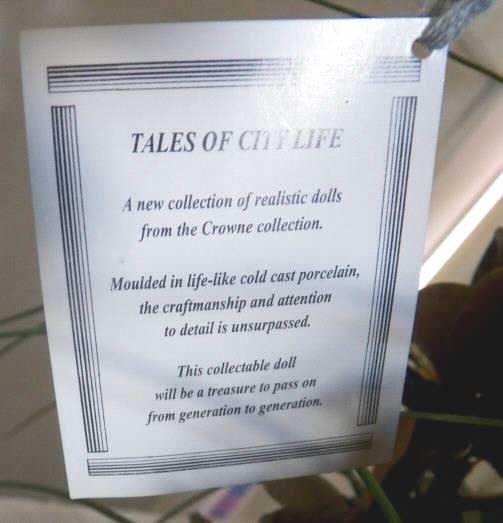 TALES OF CITY LIFE
A new collection of realistic dolls
from the Crowne collection.
Moulded in life-like cold cast porcelain,
the craftmanship and attention
to detail is unsurpassed.
This collectable doll
will be a treasure to pass on
from generation to generation.